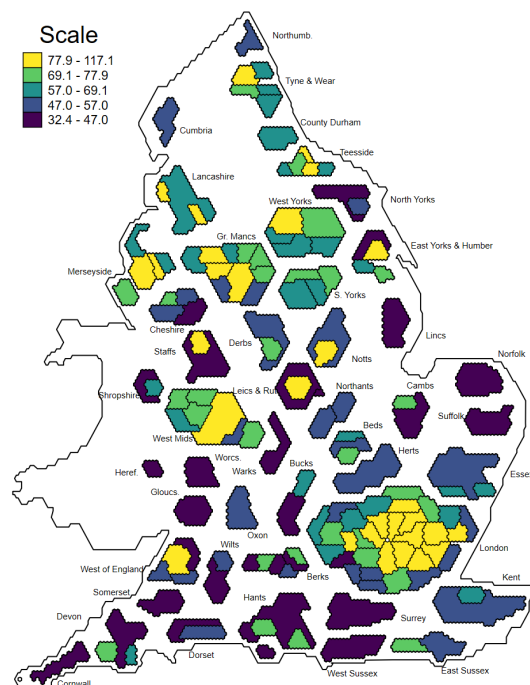 Scale
77.9 - 117.1
69.1 - 77.9
57.0 - 69.1
47.0 - 57.0
32.4 - 47.0
Northumb.
Tyne & Wear
Cumbria
County Durham
Teesside
Lancashire
North Yorks
West Yorks
Gr. Mancs
East Yorks & Humber
Merseyside
S. Yorks
Cheshire
Derbs
Lincs
Staffs
Notts
Norfolk
Shropshire
Leics & Rut
Northants
Cambs
Suffolk
Beds
West Mids
Worcs.
Herts
Heref.
Warks
Bucks
Essex
Gloucs.
Oxon
London
Wilts
West of England
Berks
Kent
Somerset
Hants
Devon
Surrey
Dorset
West Sussex
East Sussex
Cornwall